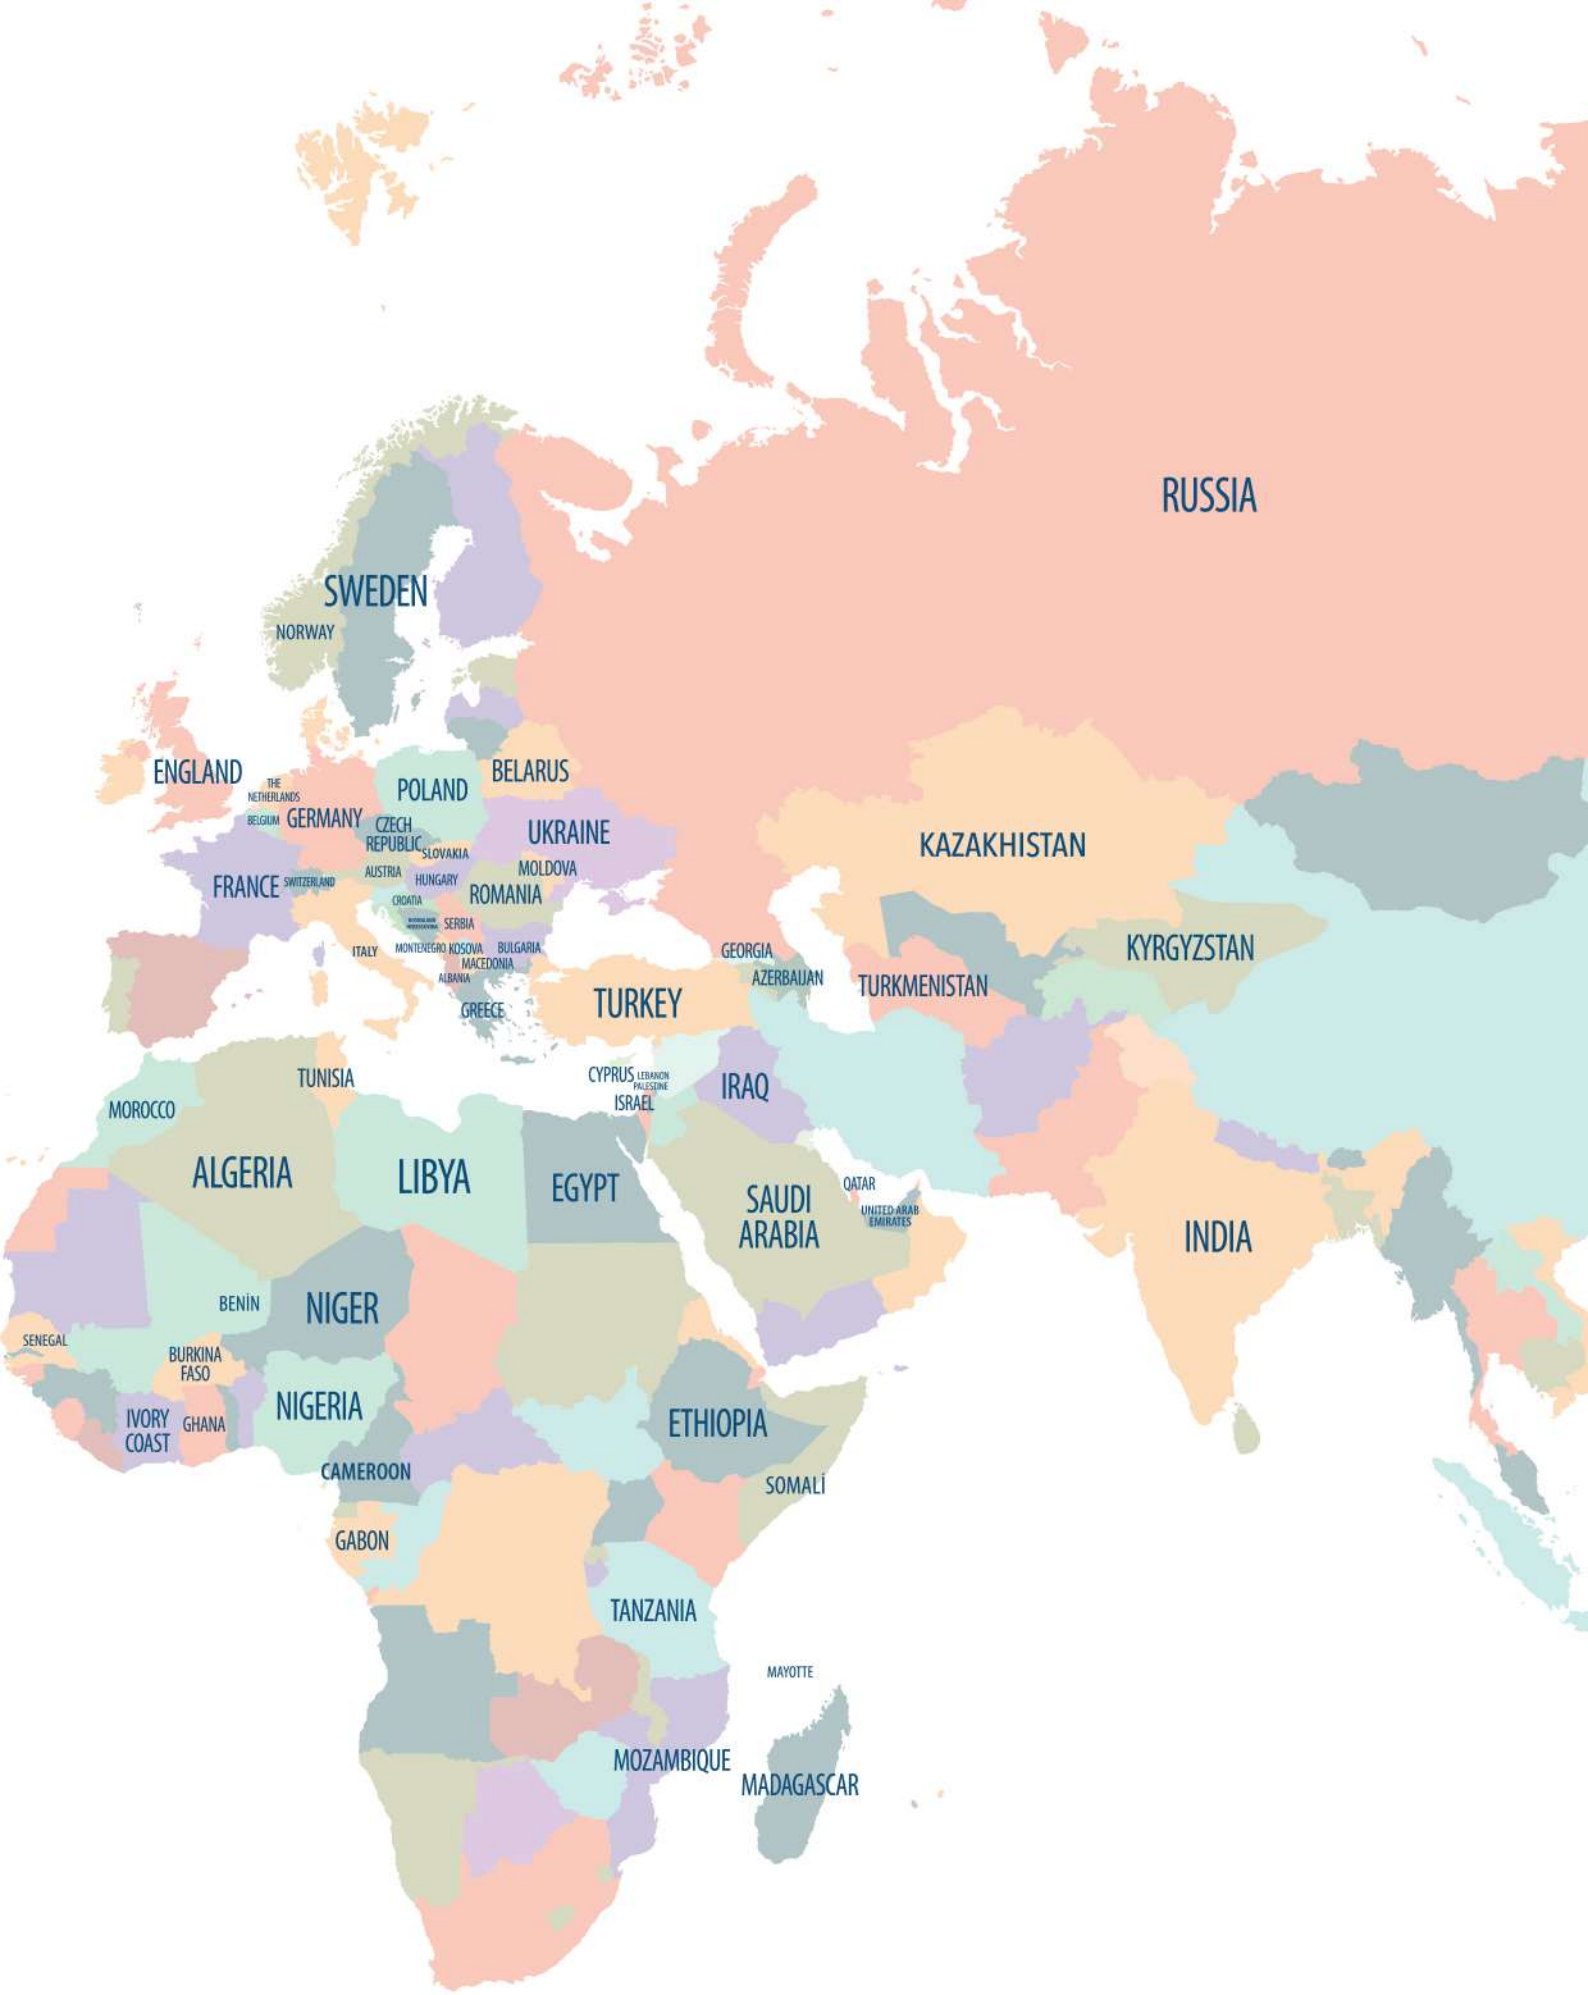 RUSSIA
SWEDEN
NORWAY
ENGLAND
THE
NETHERLANDS
BELGIUM
GERMANY
POLAND
BELARUS
CZECH
REPUBLIC
SLOVAKIA
UKRAINE
KAZAKHISTAN
FRANCE
SWITZERLAND
AUSTRIA
HUNGARY
MOLDOVA
ROMANIA
CROATIA
SERBIA
ITALY
MONTENEGRO
KOSOVA
BULGARIA
MACEDONIA
ALBANIA
GREECE
GEORGIA
AZERBAIJAN
TURKMENISTAN
KYRGYZSTAN
TURKEY
TUNISIA
CYPRUS
LEBANON
PALESTINE
ISRAEL
IRAQ
MOROCCO
ALGERIA
LIBYA
EGYPT
SAUDI
ARABIA
QATAR
UNITED ARAB
EMIRATES
INDIA
BENİN
NIGER
SENEGAL
BURKINA
FASO
IVORY
COAST
GHANA
NIGERIA
ETHIOPIA
CAMEROON
SOMALİ
GABON
TANZANIA
MAYOTTE
MOZAMBIQUE
MADAGASCAR